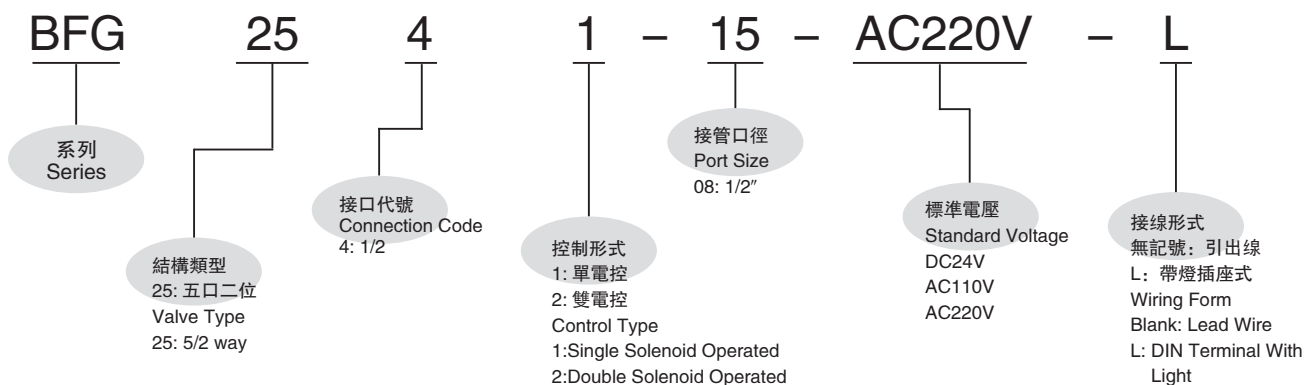 BFG 25 4 1 – 15 – AC220V – L
系列
Series
結構類型
25: 五口二位
Valve Type
25: 5/2 way
接口代號
Connection Code
4: 1/2
控制形式
1: 單電控
2: 雙電控
Control Type
1:Single Solenoid Operated
2:Double Solenoid Operated
接管口徑
Port Size
08: 1/2″
標準電壓
Standard Voltage
DC24V
AC110V
AC220V
接线形式
無記號：引出线
L：帶燈插座式
Wiring Form
Blank: Lead Wire
L: DIN Terminal With
Light